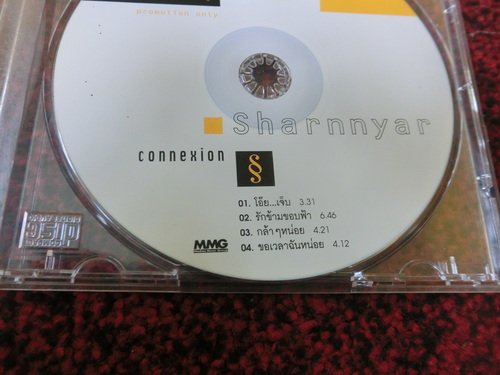 promotion only
Sharnnyar
connexion
§
01. โอ๊ย...เจ็บ 3.31
02. รักข้ามขอบฟ้า 6.46
03. กล้า ๆ หน่อย 4.21
04. ขอเวลาฉันหน่อย 4.12
MMG